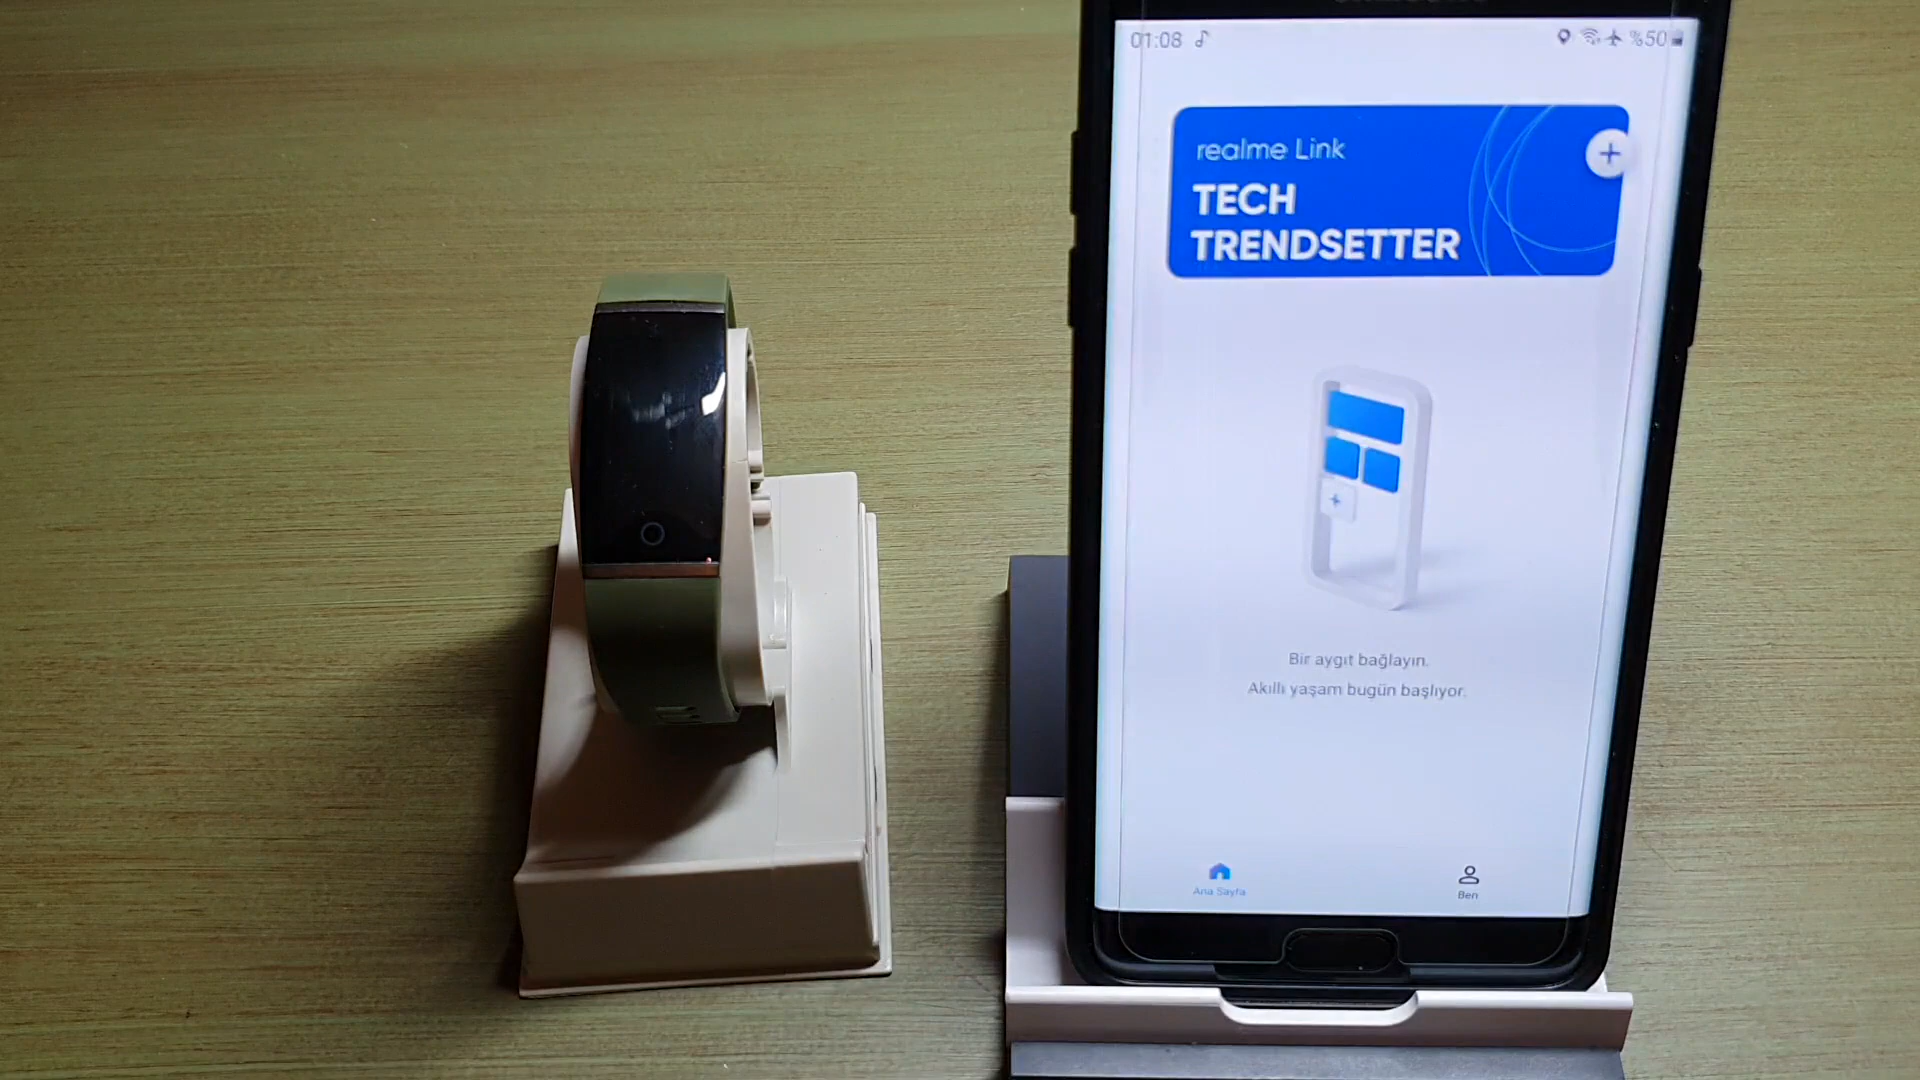 01:08
%50
realme Link
TECH
TRENDSETTER
Bir aygıt bağlayın.
Akıllı yaşam bugün başlıyor.
Ana Sayfa
Ben